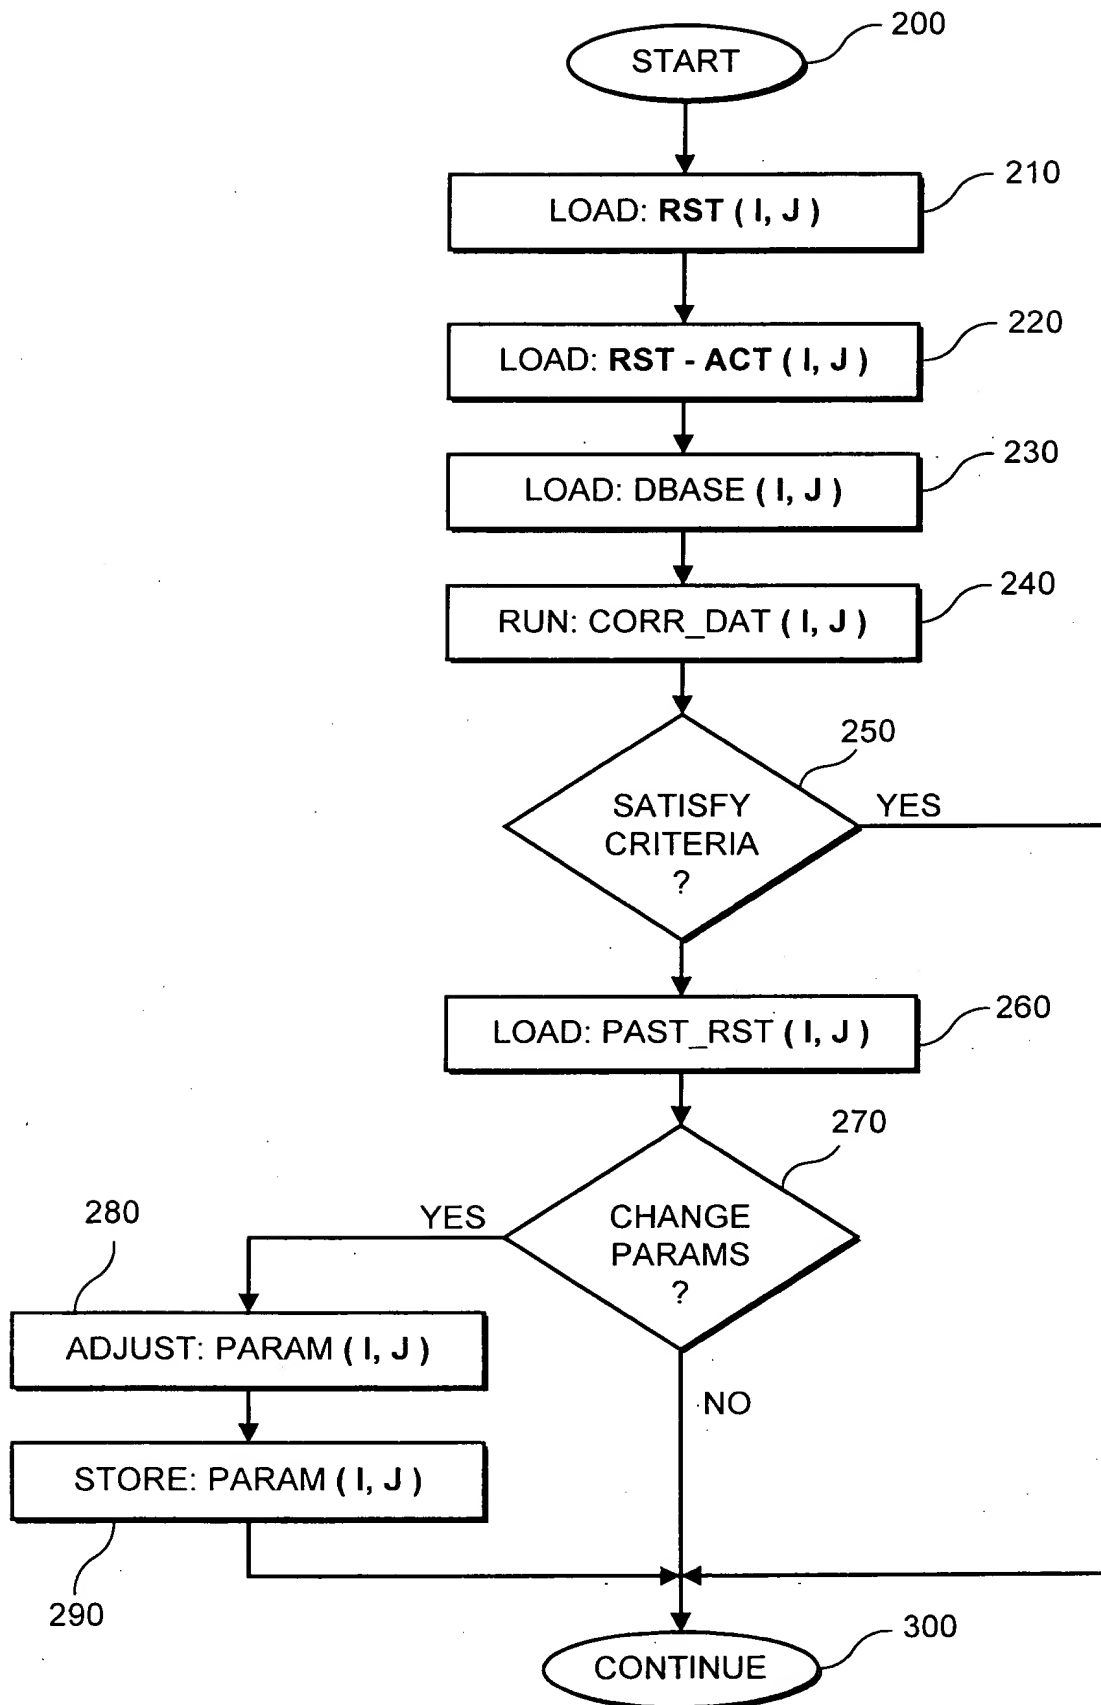 200
START
210
LOAD: RST ( I, J )
220
LOAD: RST - ACT ( I, J )
230
LOAD: DBASE ( I, J )
240
RUN: CORR_DAT ( I, J )
250
SATISFY
CRITERIA
?
YES
260
LOAD: PAST_RST ( I, J )
270
CHANGE
PARAMS
?
YES
280
ADJUST: PARAM ( I, J )
NO
STORE: PARAM ( I, J )
290
300
CONTINUE